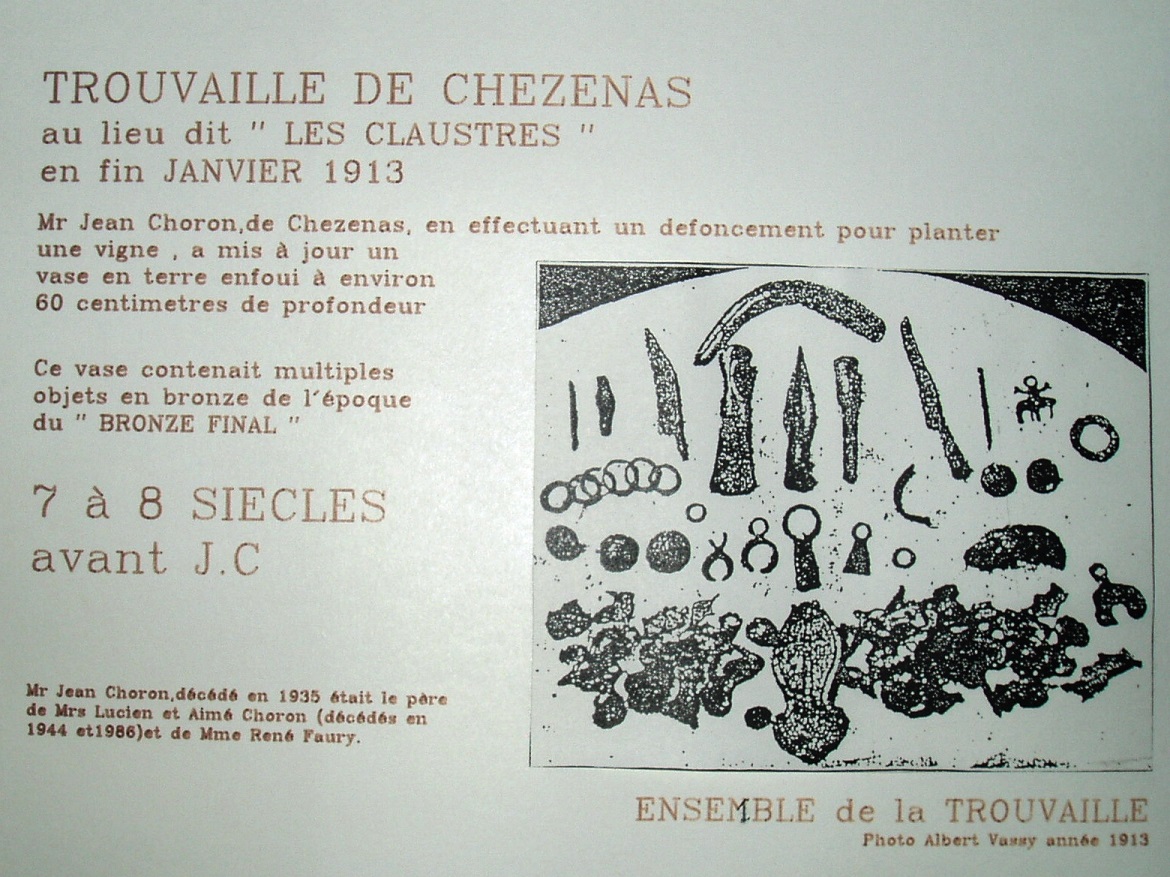 TROUVAILLE DE CHEZENAS
au lieu dit " LES CLAUSTRES "
en fin JANVIER 1913
Mr Jean Choron,de Chezenas, en effectuant un defoncement pour planter
une vigne , a mis à jour un
vase en terre enfoui à environ
60 centimetres de profondeur
Ce vase contenait multiples
objets en bronze de l'époque
du " BRONZE FINAL "
7 à 8 SIECLES
avant J.C
Mr Jean Choron,décédé en 1935 était le père
de Mrs Lucien et Aimé Choron (décédés en
1944 et1986)et de Mme René Faury.
ENSEMBLE de la TROUVAILLE
Photo Albert Vassy année 1913